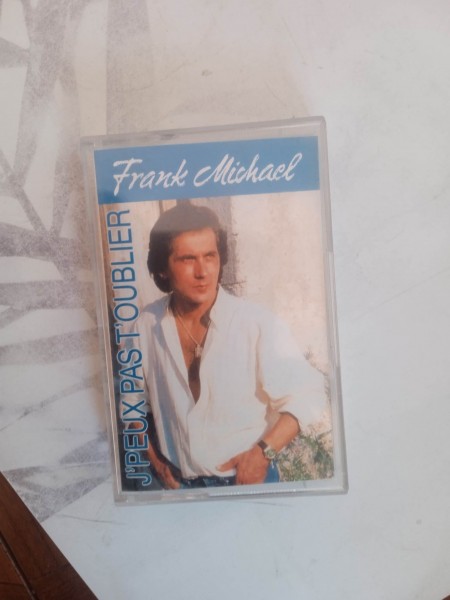 Frank Michael
J'PEUX PAS T'OUBLIER